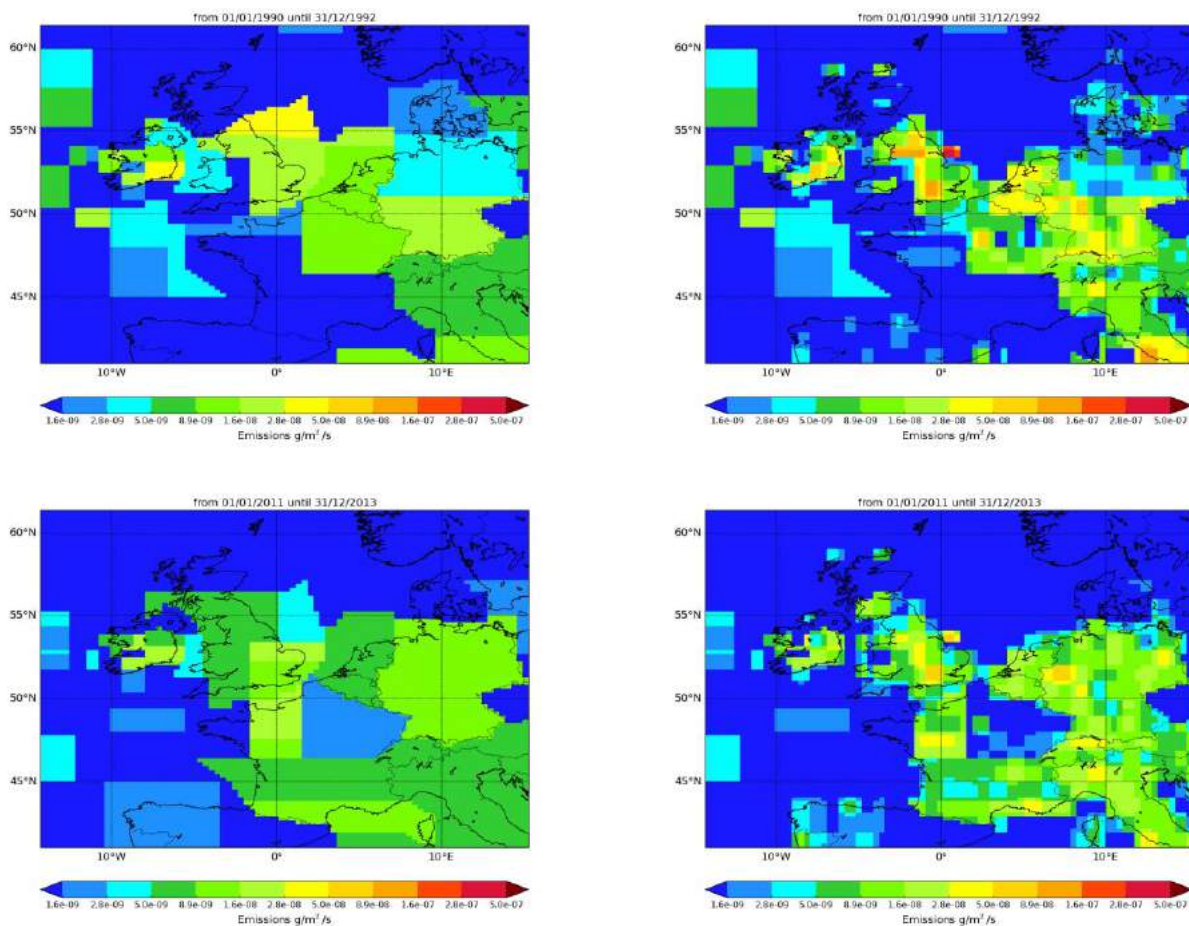 from 01/01/1990 until 31/12/1992
60°N
55°N
50°N
45°N
10°W 0° 10°E
1.6e-09 2.8e-09 5.0e-09 8.9e-09 1.6e-08 2.8e-08 5.0e-08 8.9e-08 1.6e-07 2.8e-07 5.0e-07
Emissions g/m²/s
from 01/01/1990 until 31/12/1992
60°N
55°N
50°N
45°N
10°W 0° 10°E
1.6e-09 2.8e-09 5.0e-09 8.9e-09 1.6e-08 2.8e-08 5.0e-08 8.9e-08 1.6e-07 2.8e-07 5.0e-07
Emissions g/m²/s
from 01/01/2011 until 31/12/2013
60°N
55°N
50°N
45°N
10°W 0° 10°E
1.6e-09 2.8e-09 5.0e-09 8.9e-09 1.6e-08 2.8e-08 5.0e-08 8.9e-08 1.6e-07 2.8e-07 5.0e-07
Emissions g/m²/s
from 01/01/2011 until 31/12/2013
60°N
55°N
50°N
45°N
10°W 0° 10°E
1.6e-09 2.8e-09 5.0e-09 8.9e-09 1.6e-08 2.8e-08 5.0e-08 8.9e-08 1.6e-07 2.8e-07 5.0e-07
Emissions g/m²/s